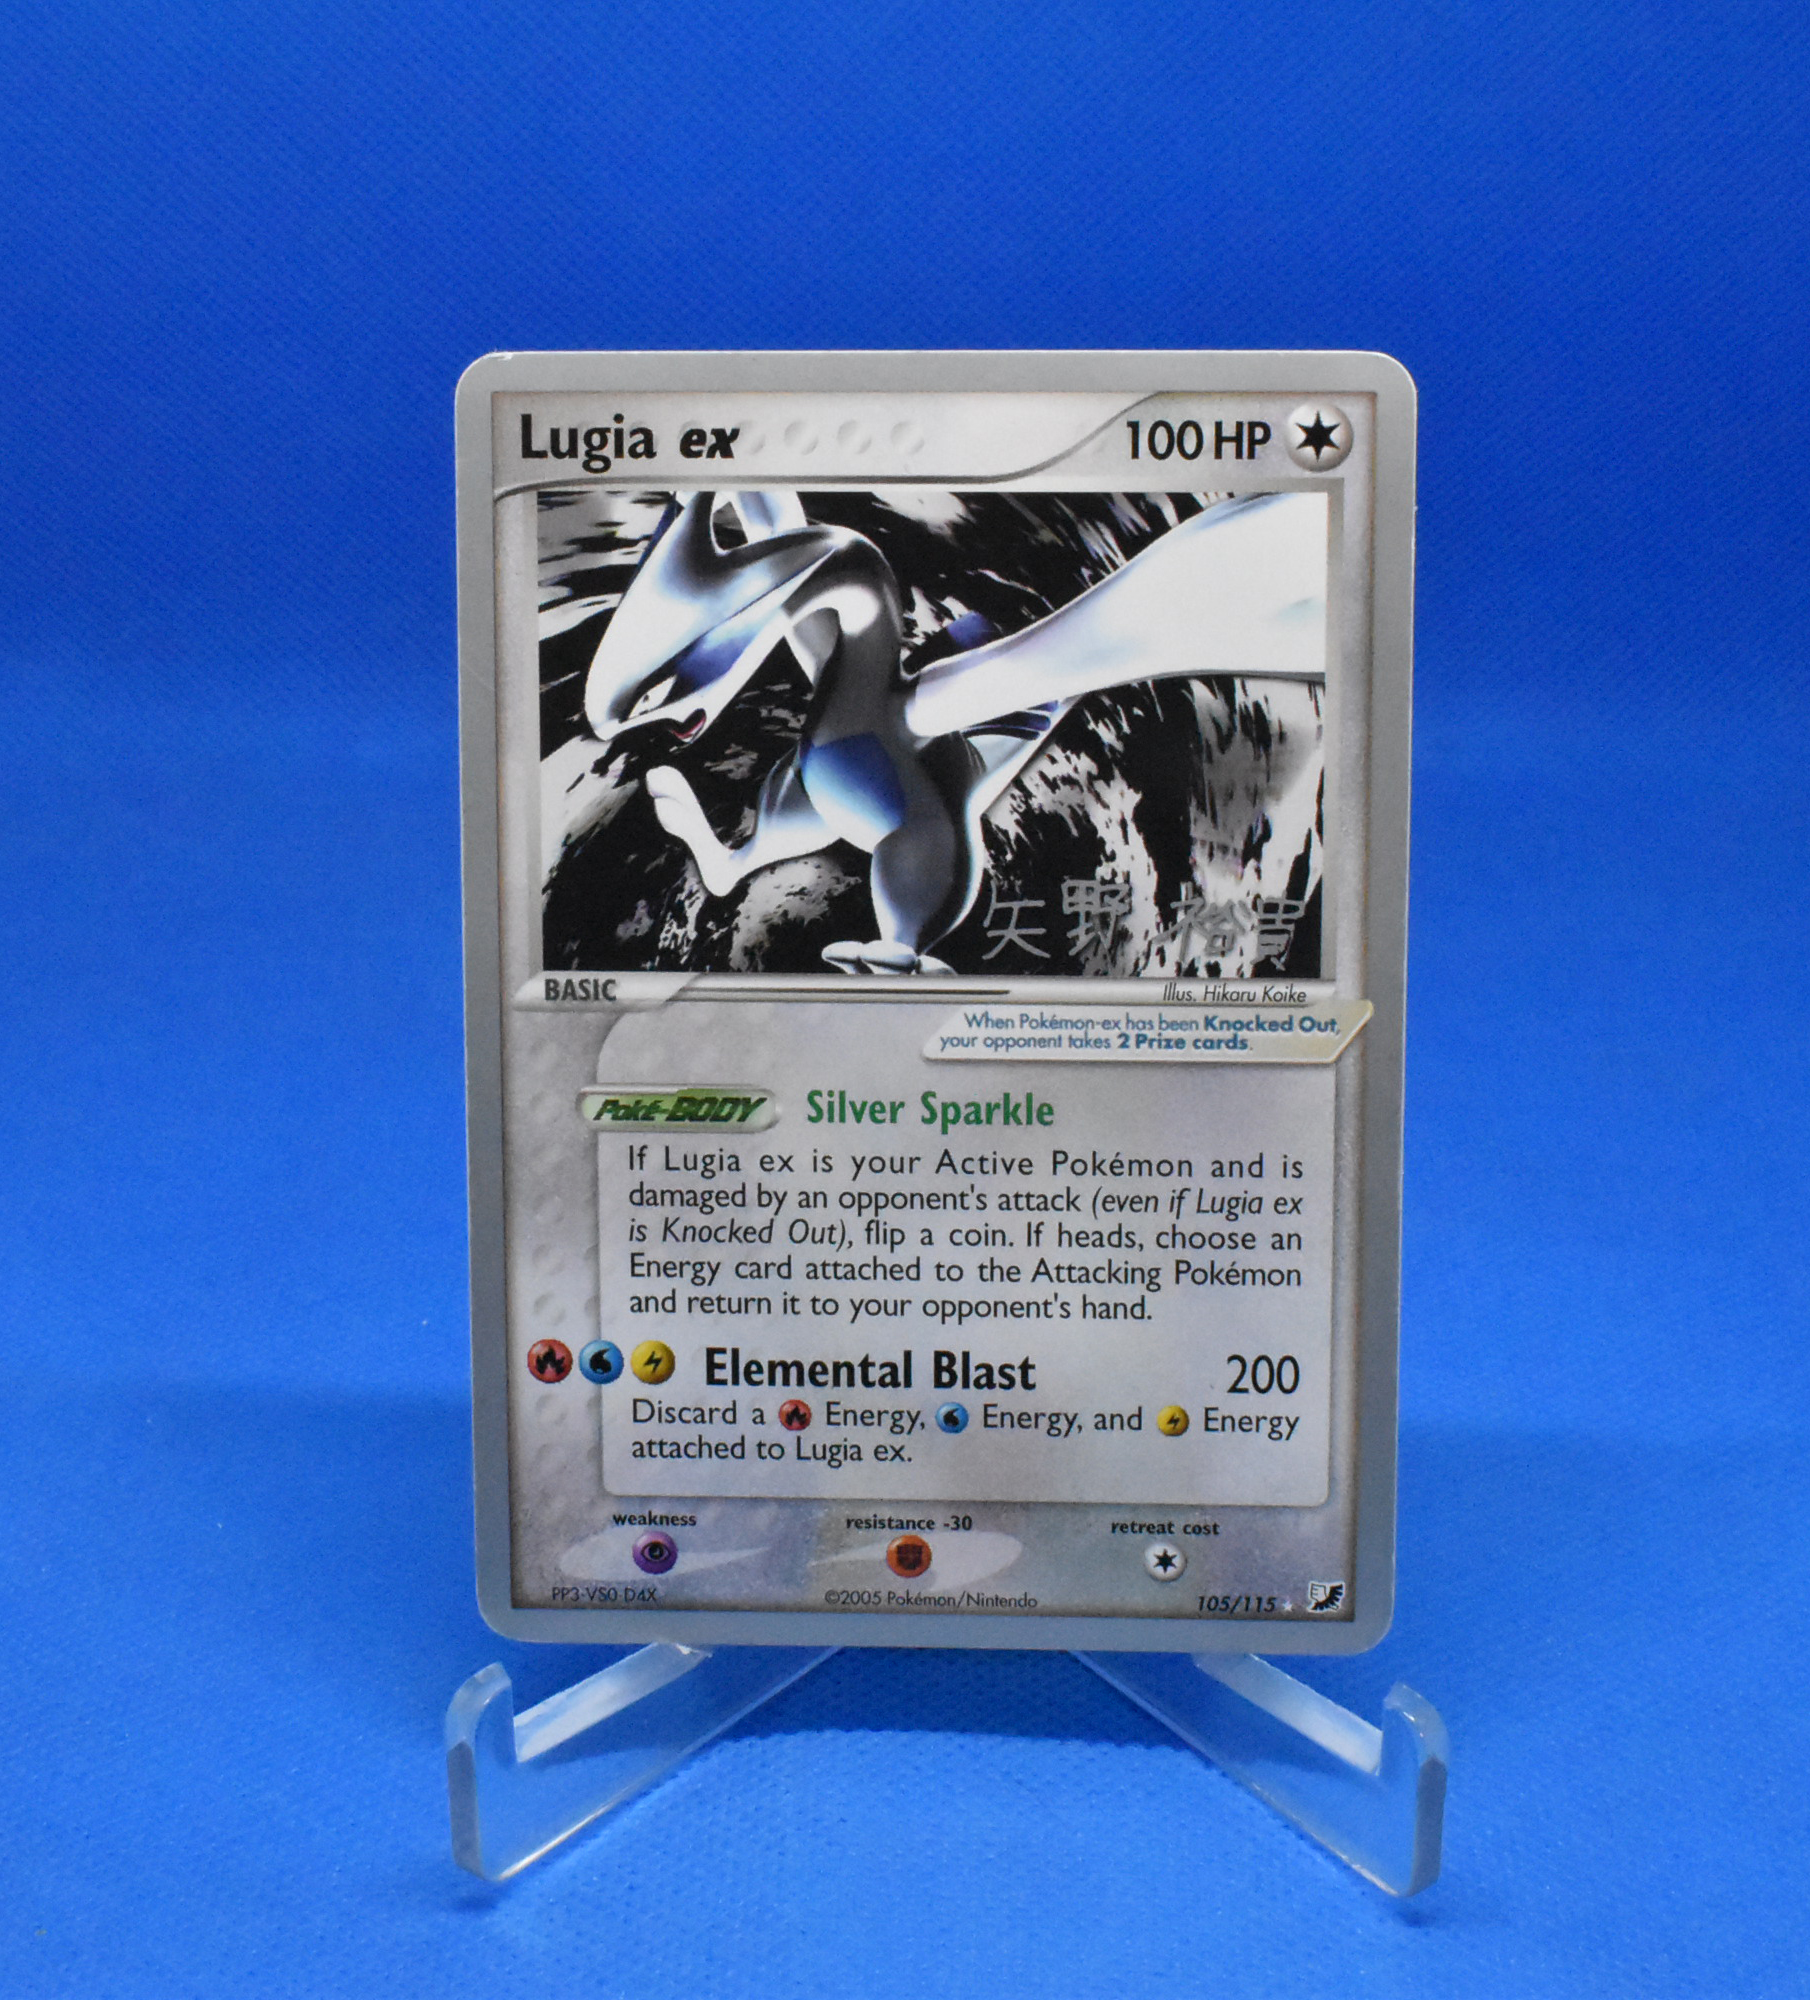 Lugia ex
100 HP
矢野 裕貴
BASIC
Illus. Hikaru Koike
When Pokémon-ex has been Knocked Out,
your opponent takes 2 Prize cards.
Poké-BODY Silver Sparkle
If Lugia ex is your Active Pokémon and is
damaged by an opponent's attack (even if Lugia ex
is Knocked Out), flip a coin. If heads, choose an
Energy card attached to the Attacking Pokémon
and return it to your opponent's hand.
Elemental Blast 200
Discard a Energy, Energy, and Energy
attached to Lugia ex.
weakness resistance -30 retreat cost
PP3-VS0-D4X ©2005 Pokémon/Nintendo 105/115